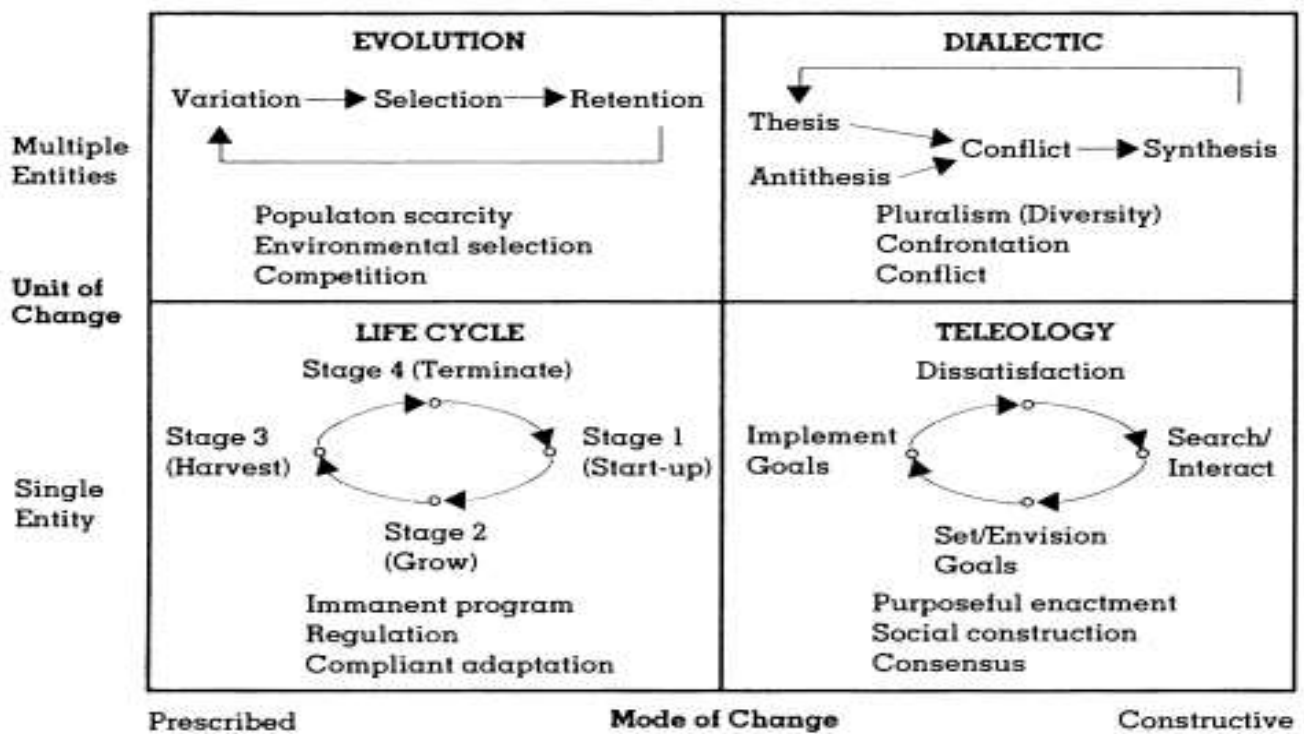 EVOLUTION
Variation Selection Retention
Populaton scarcity
Environmental selection
Competition
DIALECTIC
Thesis
Antithesis
Conflict Synthesis
Pluralism (Diversity)
Confrontation
Conflict
Multiple
Entities
Unit of
Change
Single
Entity
LIFE CYCLE
Stage 4 (Terminate)
Stage 3
(Harvest)
Stage 1
(Start-up)
Stage 2
(Grow)
Immanent program
Regulation
Compliant adaptation
TELEOLOGY
Dissatisfaction
Implement
Goals
Search/
Interact
Set/Envision
Goals
Purposeful enactment
Social construction
Consensus
Prescribed Mode of Change Constructive